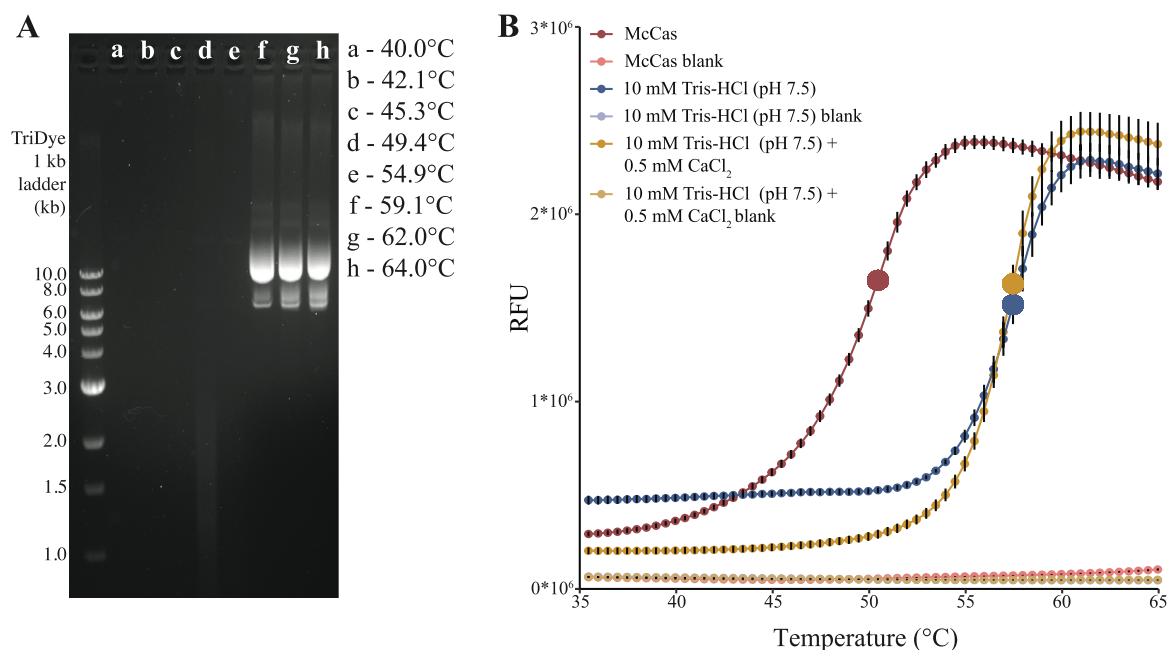 A
a b c d e f g h
a - 40.0°C
b - 42.1°C
c - 45.3°C
d - 49.4°C
e - 54.9°C
f - 59.1°C
g - 62.0°C
h - 64.0°C
TriDye
1 kb
ladder
(kb)
10.0
8.0
6.0
5.0
4.0
3.0
2.0
1.5
1.0
B
3*10⁶
2*10⁶
1*10⁶
0*10⁶
RFU
McCas
McCas blank
10 mM Tris-HCl (pH 7.5)
10 mM Tris-HCl (pH 7.5) blank
10 mM Tris-HCl (pH 7.5) +
0.5 mM CaCl₂
10 mM Tris-HCl (pH 7.5) +
0.5 mM CaCl₂ blank
35 40 45 50 55 60 65
Temperature (°C)